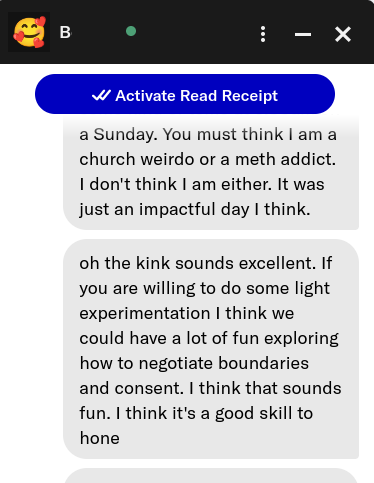 B
Activate Read Receipt
a Sunday. You must think I am a
church weirdo or a meth addict.
I don't think I am either. It was
just an impactful day I think.
oh the kink sounds excellent. If
you are willing to do some light
experimentation I think we
could have a lot of fun exploring
how to negotiate boundaries
and consent. I think that sounds
fun. I think it's a good skill to
hone